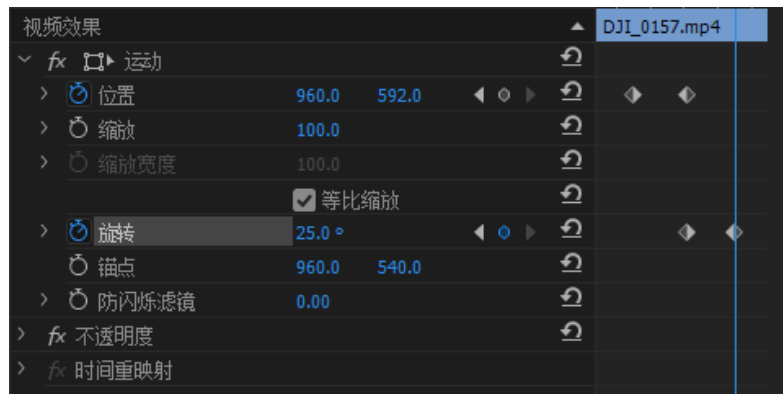 视频效果 DJI_0157.mp4
fx 运动
位置 960.0 592.0
缩放 100.0
缩放宽度 100.0
等比缩放
旋转 25.0 °
锚点 960.0 540.0
防闪烁滤镜 0.00
fx 不透明度
fx 时间重映射